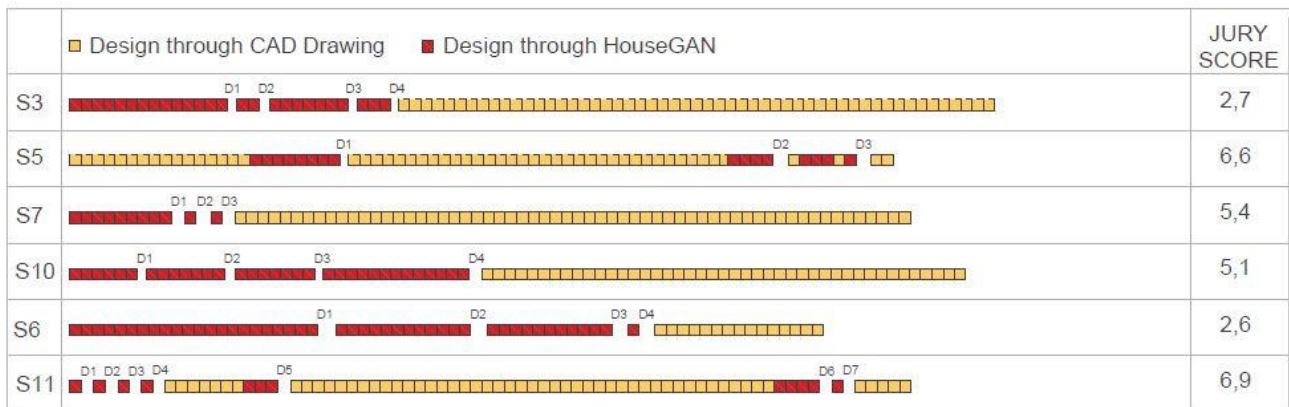 Design through CAD Drawing Design through HouseGAN JURY SCORE
S3 D1 D2 D3 D4 2,7
S5 D1 D2 D3 6,6
S7 D1 D2 D3 5,4
S10 D1 D2 D3 D4 5,1
S6 D1 D2 D3 D4 2,6
S11 D1 D2 D3 D4 D5 D6 D7 6,9